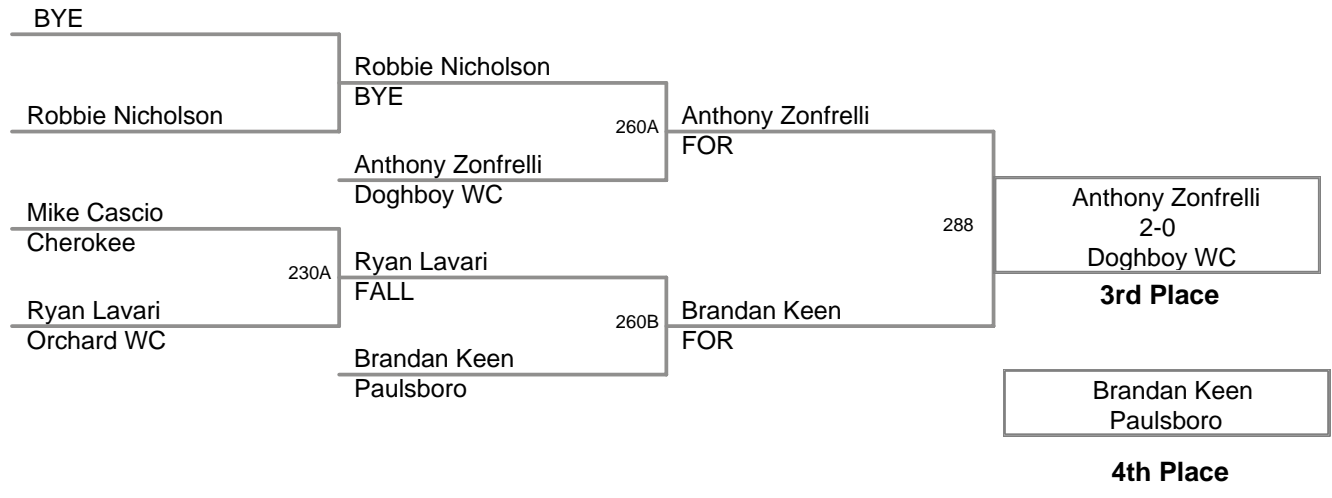 BYE
Robbie Nicholson
Robbie Nicholson
BYE
260A
Anthony Zonfrelli
FOR
Anthony Zonfrelli
Doghboy WC
Mike Cascio
Cherokee
230A
Ryan Lavari
FALL
Ryan Lavari
Orchard WC
260B
Brandan Keen
FOR
Brandan Keen
Paulsboro
288
Anthony Zonfrelli
2-0
Doghboy WC
3rd Place
Brandan Keen
Paulsboro
4th Place